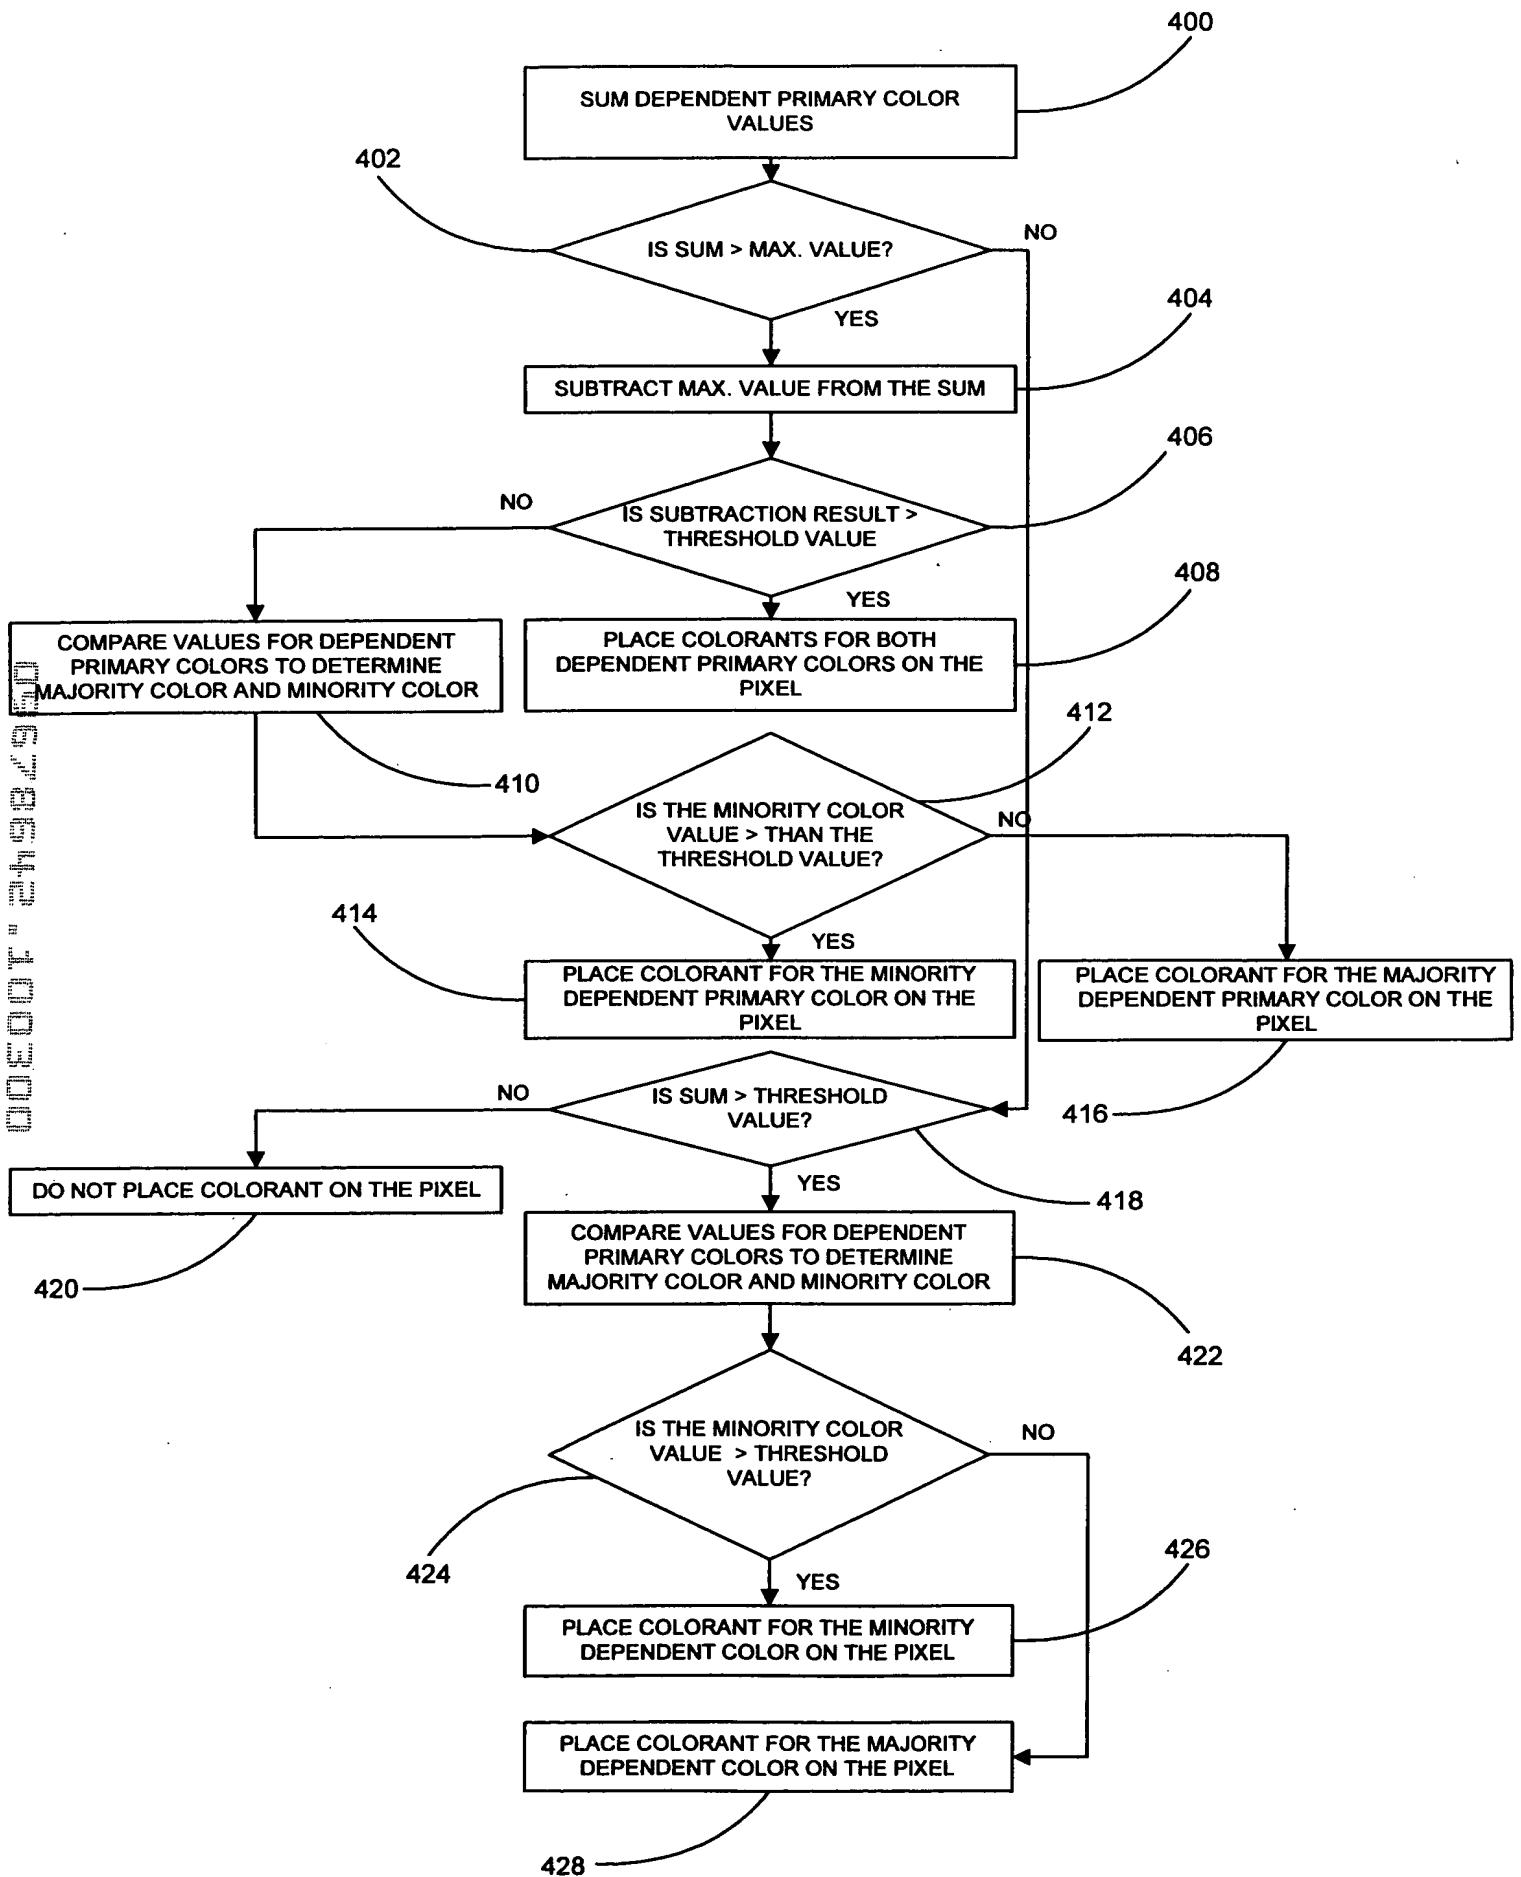 400
SUM DEPENDENT PRIMARY COLOR
VALUES
402
IS SUM > MAX. VALUE?
NO
YES
404
SUBTRACT MAX. VALUE FROM THE SUM
406
NO
IS SUBTRACTION RESULT >
THRESHOLD VALUE
YES
408
COMPARE VALUES FOR DEPENDENT
PRIMARY COLORS TO DETERMINE
MAJORITY COLOR AND MINORITY COLOR
PLACE COLORANTS FOR BOTH
DEPENDENT PRIMARY COLORS ON THE
PIXEL
410
412
IS THE MINORITY COLOR
VALUE > THAN THE
THRESHOLD VALUE?
NO
YES
414
PLACE COLORANT FOR THE MINORITY
DEPENDENT PRIMARY COLOR ON THE
PIXEL
PLACE COLORANT FOR THE MAJORITY
DEPENDENT PRIMARY COLOR ON THE
PIXEL
416
NO
IS SUM > THRESHOLD
VALUE?
YES
418
DO NOT PLACE COLORANT ON THE PIXEL
420
COMPARE VALUES FOR DEPENDENT
PRIMARY COLORS TO DETERMINE
MAJORITY COLOR AND MINORITY COLOR
422
IS THE MINORITY COLOR
VALUE > THRESHOLD
VALUE?
NO
424
YES
426
PLACE COLORANT FOR THE MINORITY
DEPENDENT COLOR ON THE PIXEL
PLACE COLORANT FOR THE MAJORITY
DEPENDENT COLOR ON THE PIXEL
428